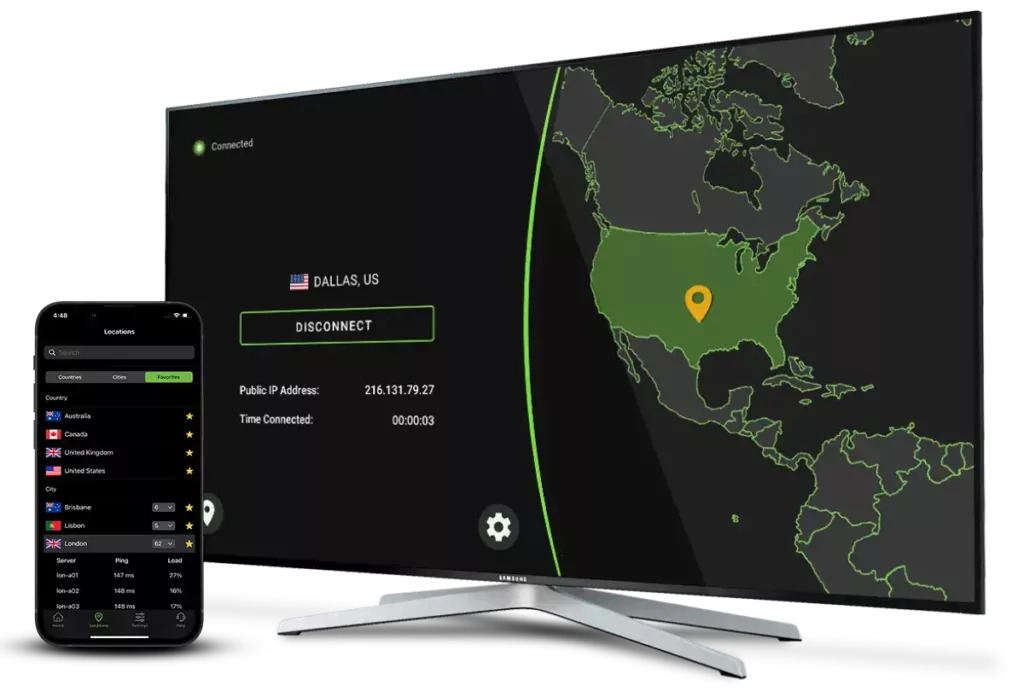 Connected
DALLAS, US
DISCONNECT
Public IP Address: 216.131.79.27
Time Connected: 00:00:03
SAMSUNG
4:48
Locations
Search
Countries Cities Favorites
Country
Australia
Canada
United Kingdom
United States
City
Brisbane 6
Lisbon 5
London 62
Server Ping Load
lon-a01 147 ms 27%
lon-a02 148 ms 16%
lon-a03 148 ms 17%
Home Locations Settings Help